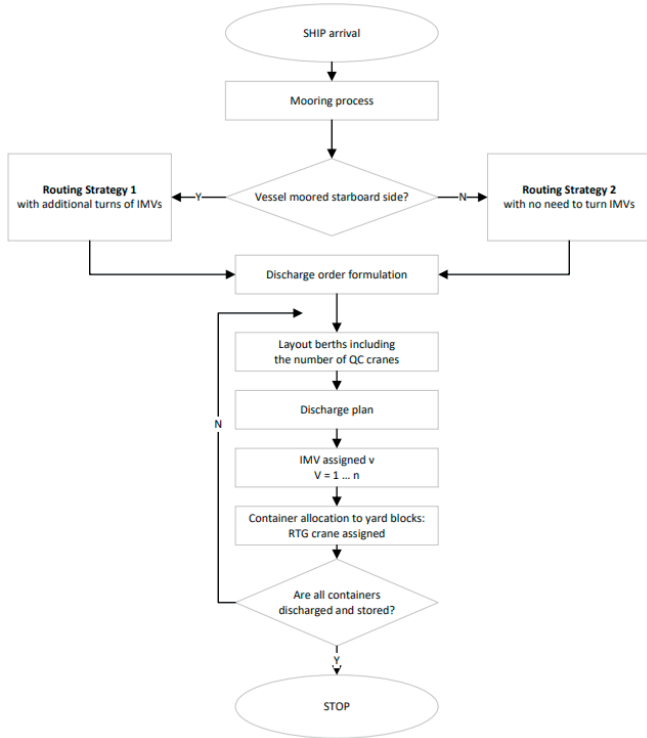 SHIP arrival
Mooring process
Routing Strategy 1
with additional turns of IMVs
Y
Vessel moored starboard side?
N
Routing Strategy 2
with no need to turn IMVs
Discharge order formulation
Layout berths including
the number of QC cranes
Discharge plan
N
IMV assigned v
V = 1 ... n
Container allocation to yard blocks:
RTG crane assigned
Are all containers
discharged and stored?
Y
STOP